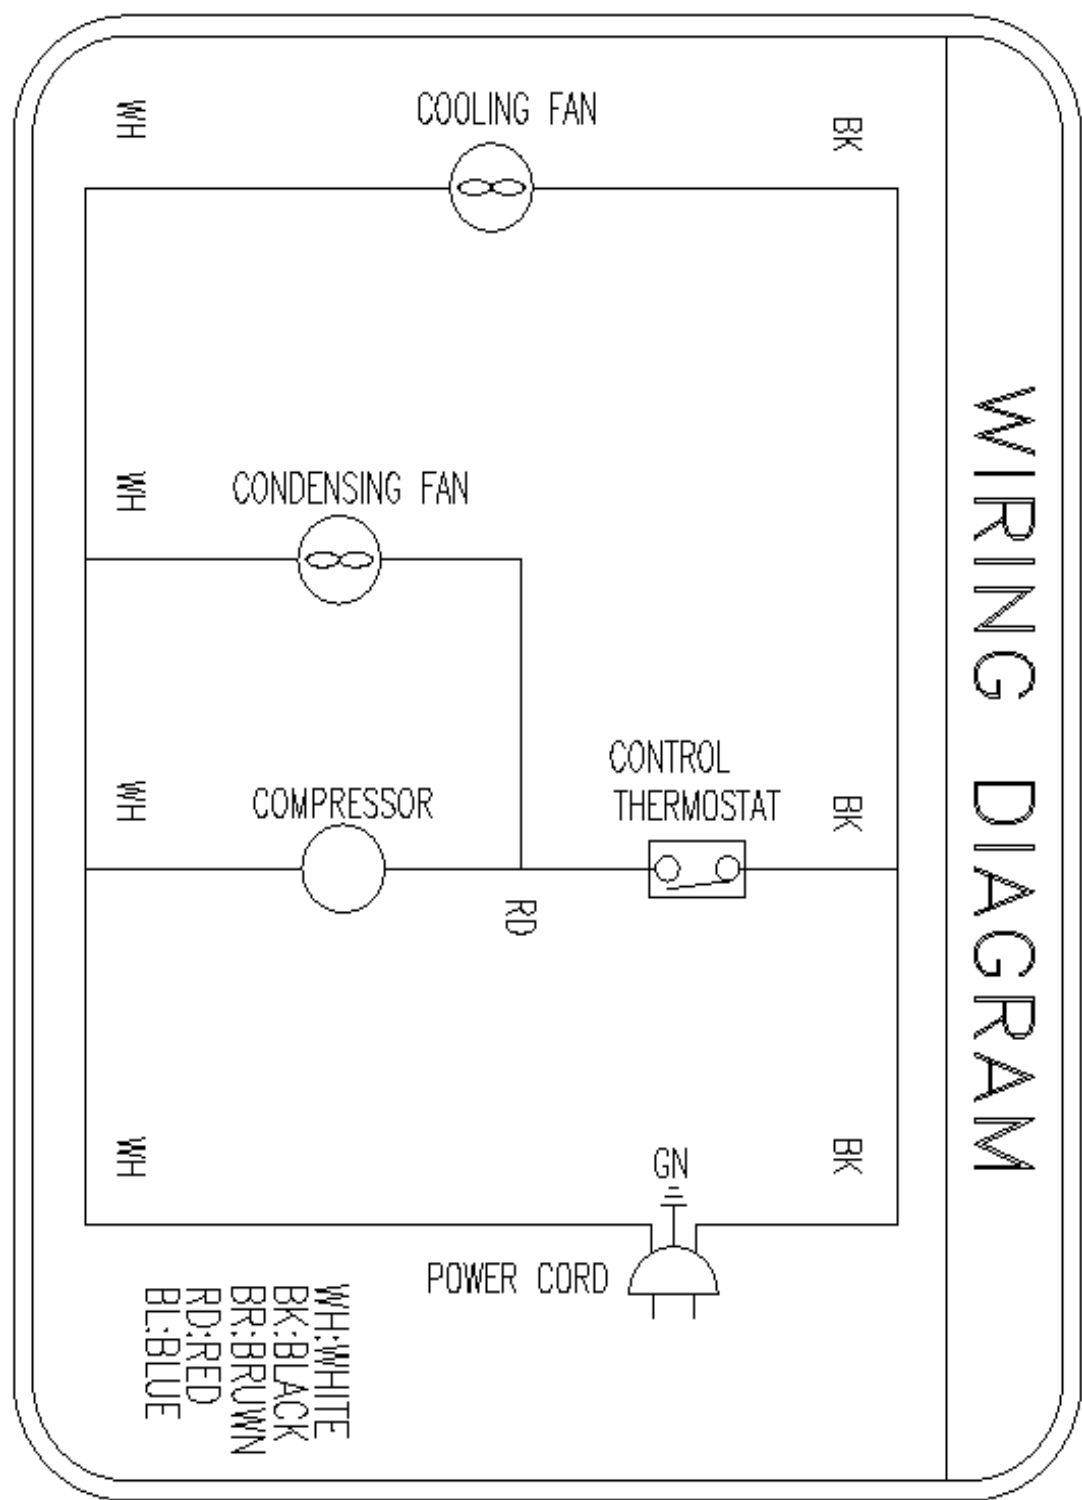 WIRING DIAGRAM
WH
COOLING FAN
BK
WH
CONDENSING FAN
CONTROL
THERMOSTAT
WH
COMPRESSOR
BK
RD
WH
GN
BK
POWER CORD
WH:WHITE
BK:BLACK
BR:BRUWN
RD:RED
BL:BLUE